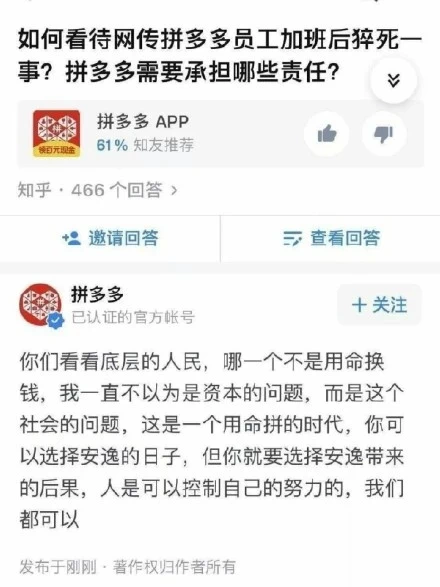 如何看待网传拼多多员工加班后猝死一
事？拼多多需要承担哪些责任？
拼
领百元现金
拼多多 APP
61% 知友推荐
知乎 · 466 个回答 >
邀请回答
查看回答
拼多多
已认证的官方帐号
+ 关注
你们看看底层的人民，哪一个不是用命换
钱，我一直不以为是资本的问题，而是这个
社会的问题，这是一个用命拼的时代，你可
以选择安逸的日子，但你就要选择安逸带来
的后果，人是可以控制自己的努力的，我们
都可以
发布于刚刚 · 著作权归作者所有